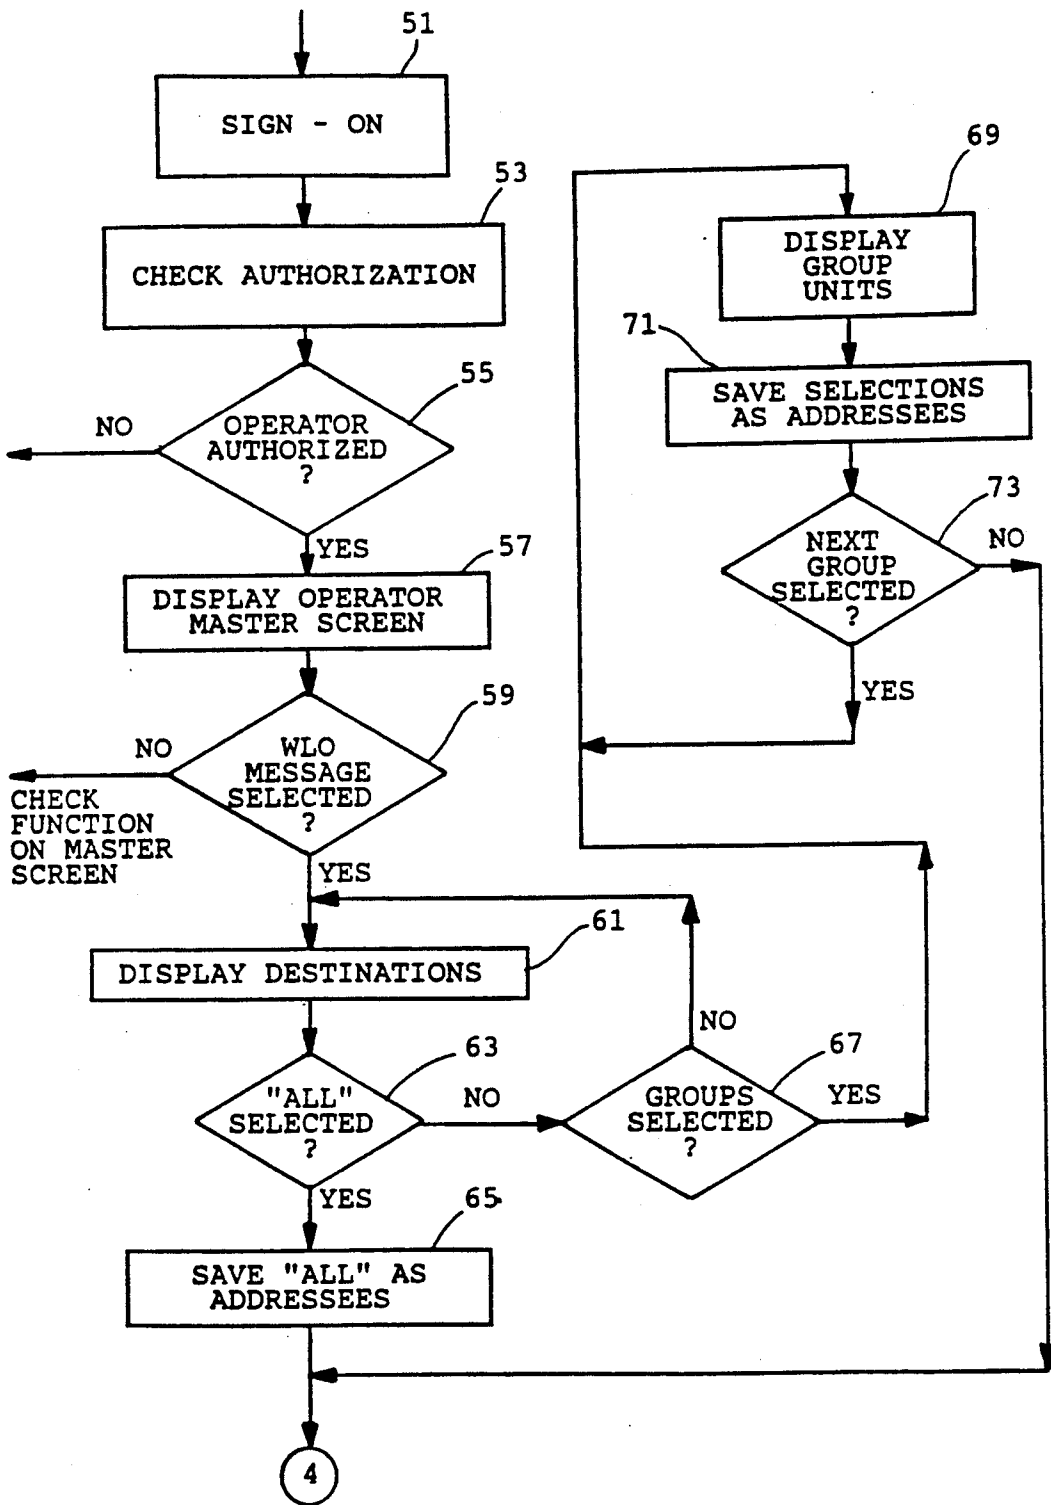 51
SIGN - ON
53
CHECK AUTHORIZATION
55
OPERATOR
AUTHORIZED
?
NO
YES
57
DISPLAY OPERATOR
MASTER SCREEN
59
WLO
MESSAGE
SELECTED
?
NO
CHECK
FUNCTION
ON MASTER
SCREEN
YES
61
DISPLAY DESTINATIONS
63
"ALL"
SELECTED
?
NO
YES
65
SAVE "ALL" AS
ADDRESSEES
67
GROUPS
SELECTED
?
NO
YES
69
DISPLAY
GROUP
UNITS
71
SAVE SELECTIONS
AS ADDRESSEES
73
NEXT
GROUP
SELECTED
?
NO
YES
4